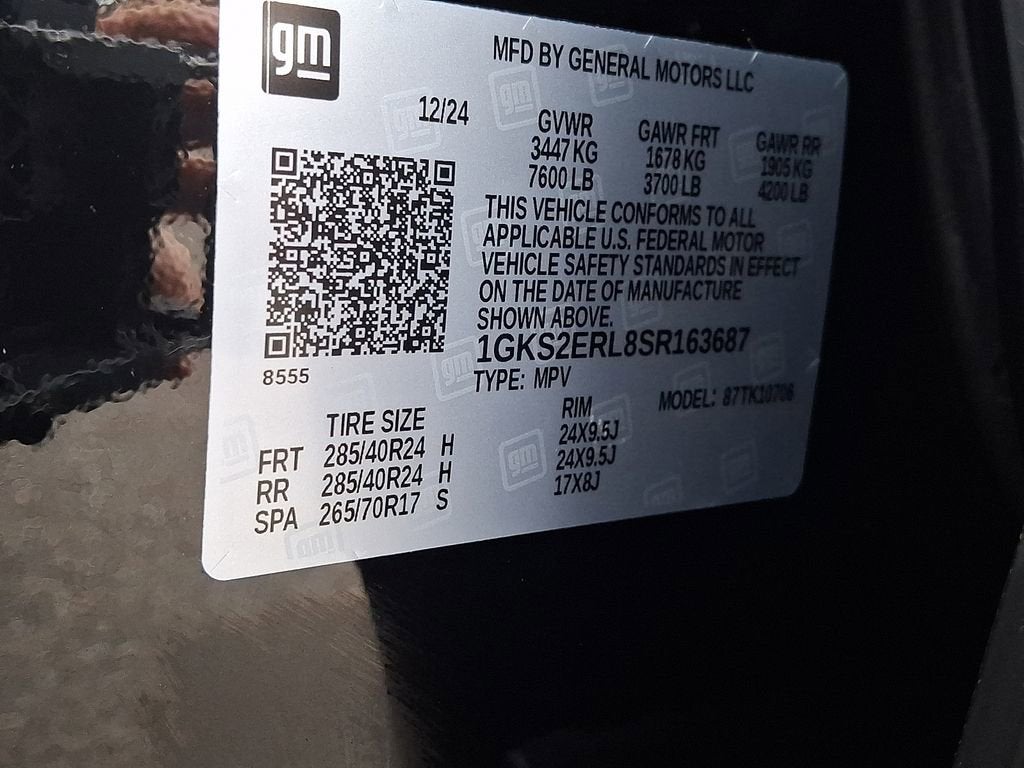 gm
MFD BY GENERAL MOTORS LLC
12/24
GVWR GAWR FRT GAWR RR
3447 KG 1678 KG 1905 KG
7600 LB 3700 LB 4200 LB
THIS VEHICLE CONFORMS TO ALL
APPLICABLE U.S. FEDERAL MOTOR
VEHICLE SAFETY STANDARDS IN EFFECT
ON THE DATE OF MANUFACTURE
SHOWN ABOVE.
1GKS2ERL8SR163687
8555
TYPE: MPV
MODEL: 87TK10706
TIRE SIZE RIM
FRT 285/40R24 H 24X9.5J
RR 285/40R24 H 24X9.5J
SPA 265/70R17 S 17X8J